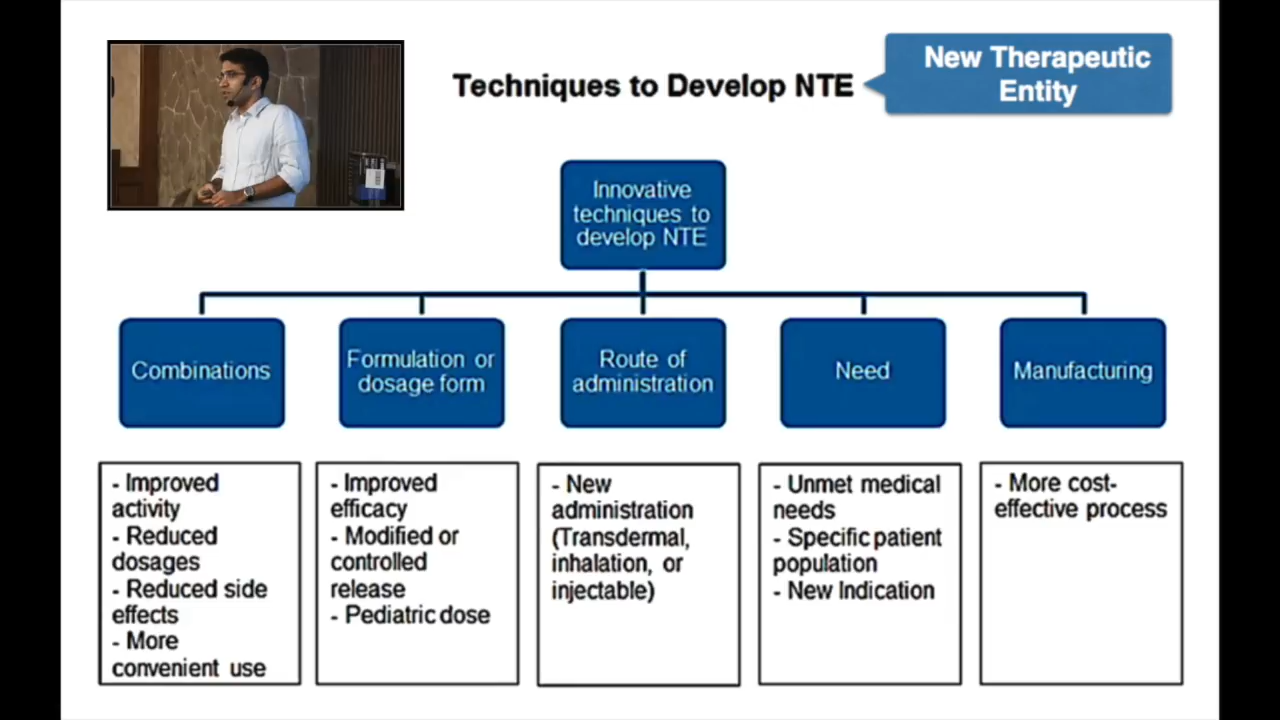 Techniques to Develop NTE
New Therapeutic
Entity
Innovative
techniques to
develop NTE
Combinations
Formulation or
dosage form
Route of
administration
Need
Manufacturing
- Improved
activity
- Reduced
dosages
- Reduced side
effects
- More
convenient use
- Improved
efficacy
- Modified or
controlled
release
- Pediatric dose
- New
administration
(Transdermal,
inhalation, or
injectable)
- Unmet medical
needs
- Specific patient
population
- New Indication
- More cost-
effective process